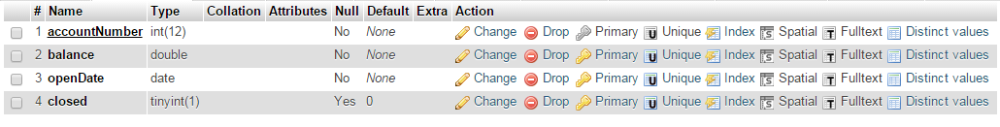 # Name Type Collation Attributes Null Default Extra Action
1 accountNumber int(12) No None Change Drop Primary U Unique Index S Spatial T Fulltext Distinct values
2 balance double No None Change Drop Primary U Unique Index S Spatial T Fulltext Distinct values
3 openDate date No None Change Drop Primary U Unique Index S Spatial T Fulltext Distinct values
4 closed tinyint(1) Yes 0 Change Drop Primary U Unique Index S Spatial T Fulltext Distinct values